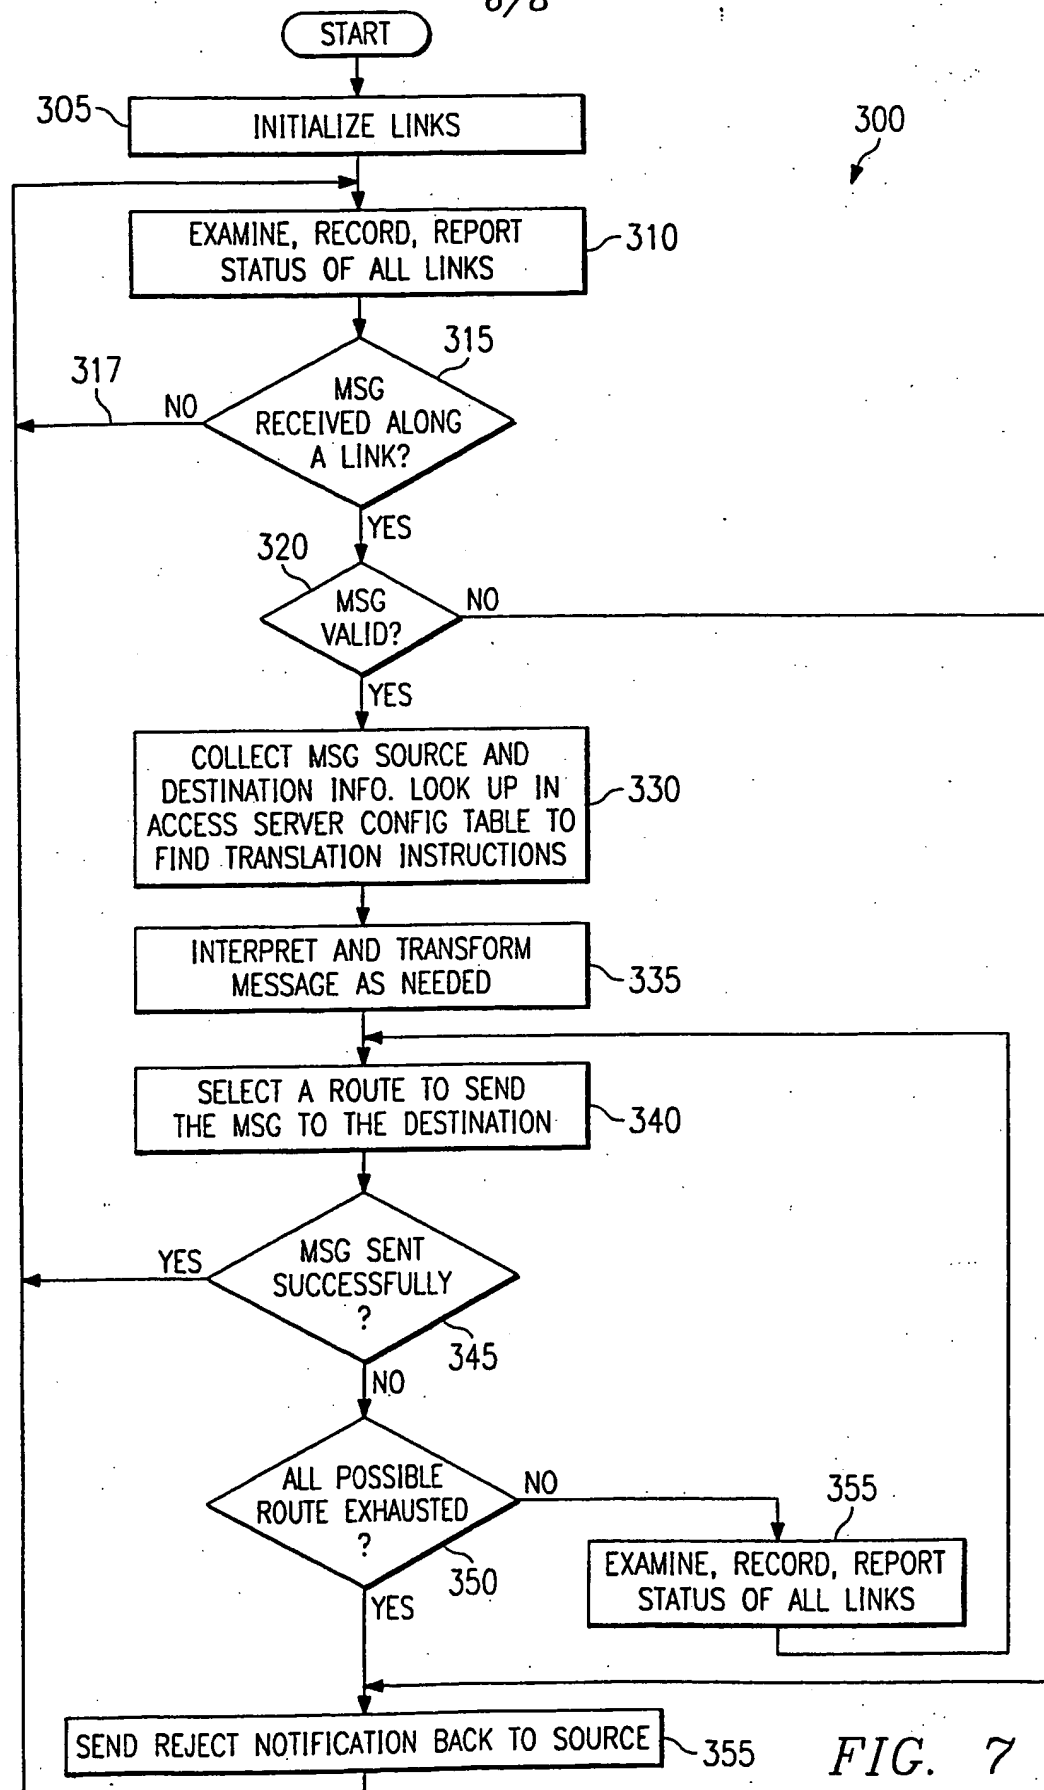 6/8
START
305
INITIALIZE LINKS
300
EXAMINE, RECORD, REPORT
STATUS OF ALL LINKS
310
315
317
NO
MSG
RECEIVED ALONG
A LINK?
YES
320
MSG
VALID?
NO
YES
COLLECT MSG SOURCE AND
DESTINATION INFO. LOOK UP IN
ACCESS SERVER CONFIG TABLE TO
FIND TRANSLATION INSTRUCTIONS
330
INTERPRET AND TRANSFORM
MESSAGE AS NEEDED
335
SELECT A ROUTE TO SEND
THE MSG TO THE DESTINATION
340
YES
MSG SENT
SUCCESSFULLY
?
345
NO
ALL POSSIBLE
ROUTE EXHAUSTED
?
NO
350
YES
355
EXAMINE, RECORD, REPORT
STATUS OF ALL LINKS
SEND REJECT NOTIFICATION BACK TO SOURCE
355
FIG. 7